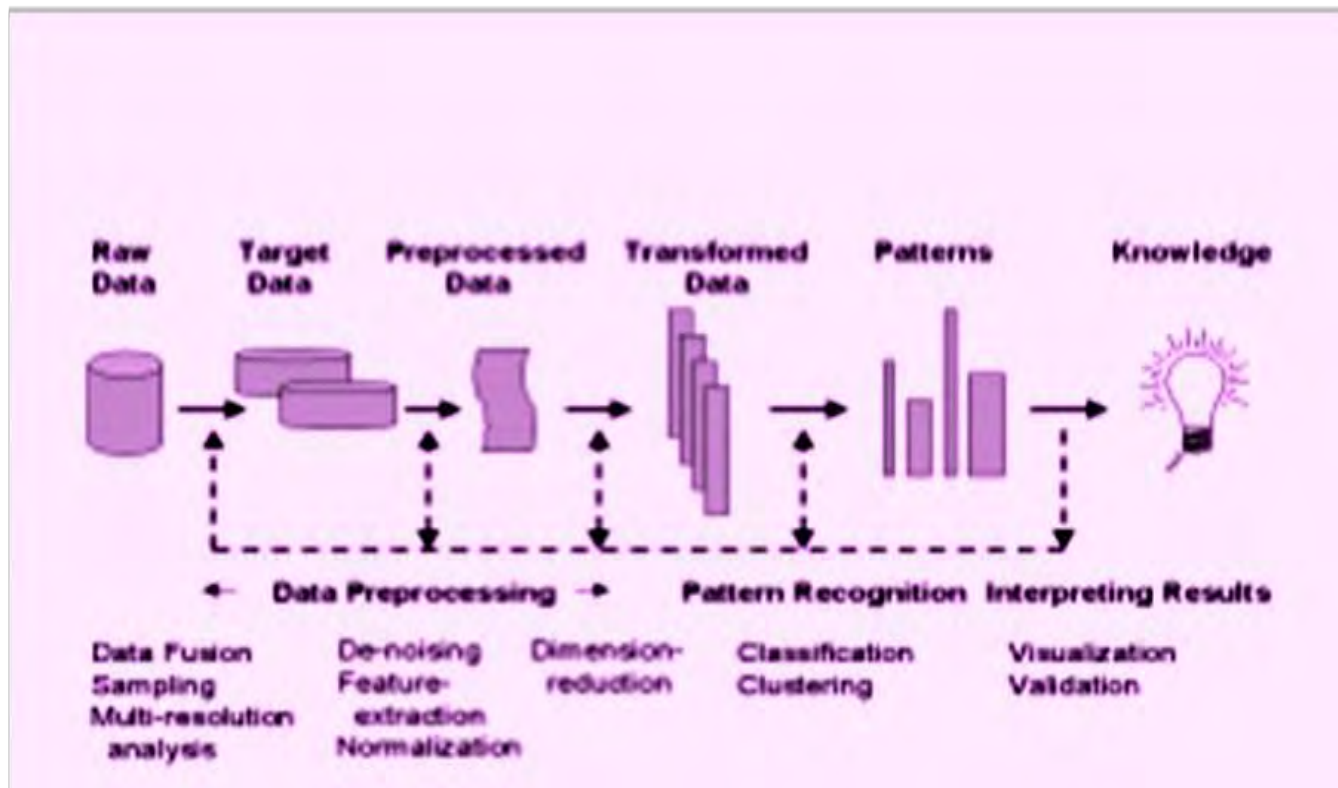 Raw Data
Target Data
Preprocessed Data
Transformed Data
Patterns
Knowledge
Data Preprocessing
Pattern Recognition
Interpreting Results
Data Fusion
Sampling
Multi-resolution
analysis
De-noising
Feature-
extraction
Normalization
Dimension-
reduction
Classification
Clustering
Visualization
Validation